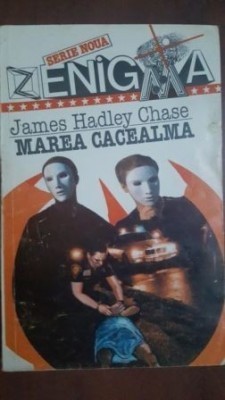 SERIE NOUA
ENIGMA
James Hadley Chase
MAREA CACEALMA